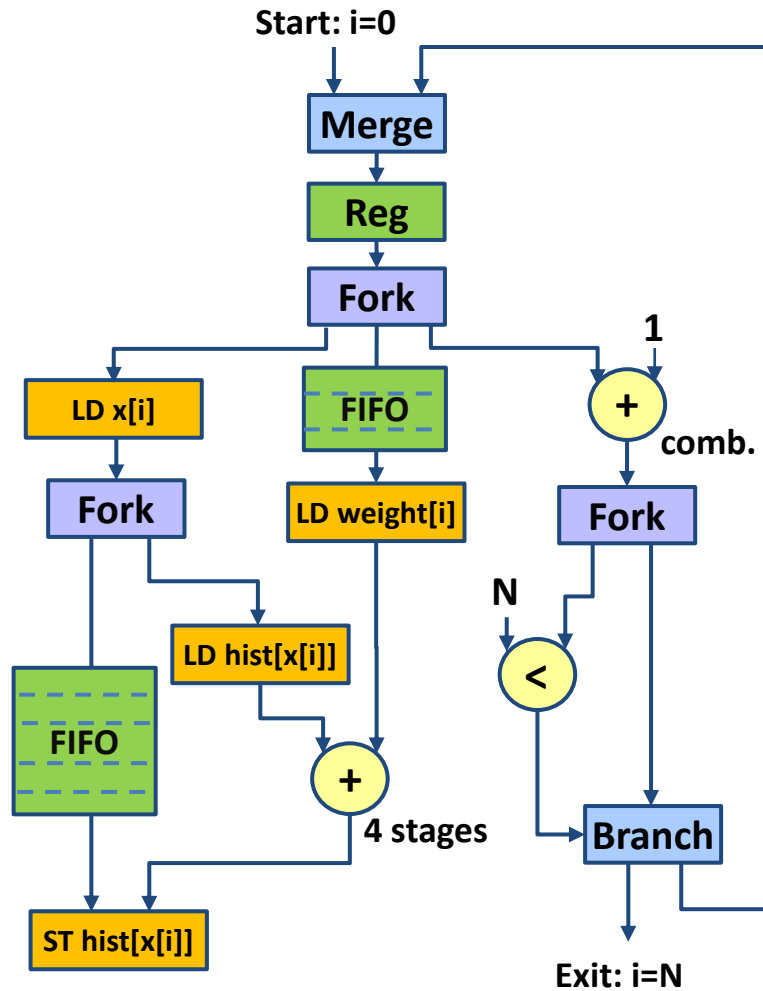 Start: i=0
Merge
Reg
Fork
1
LD x[i]
FIFO
+
comb.
Fork
LD weight[i]
Fork
N
LD hist[x[i]]
<
FIFO
+
4 stages
Branch
ST hist[x[i]]
Exit: i=N